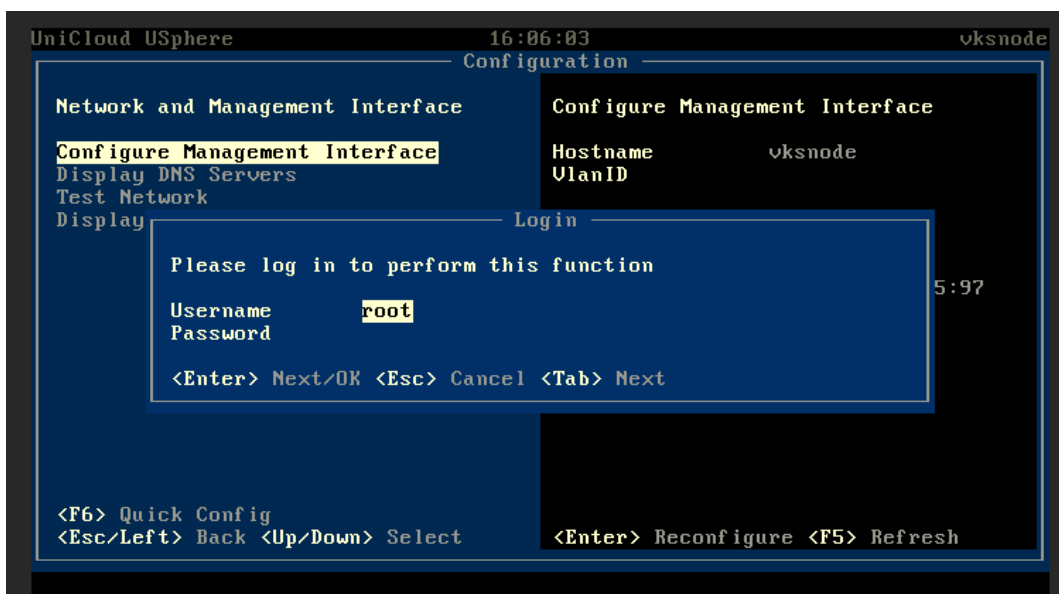 UniCloud USphere 16:06:03 vksnode
Configuration
Network and Management Interface
Configure Management Interface
Display DNS Servers
Test Network
Display
Configure Management Interface
Hostname vksnode
VlanID
5:97
Login
Please log in to perform this function
Username root
Password
<Enter> Next/OK <Esc> Cancel <Tab> Next
<F6> Quick Config
<Esc/Left> Back <Up/Down> Select
<Enter> Reconfigure <F5> Refresh